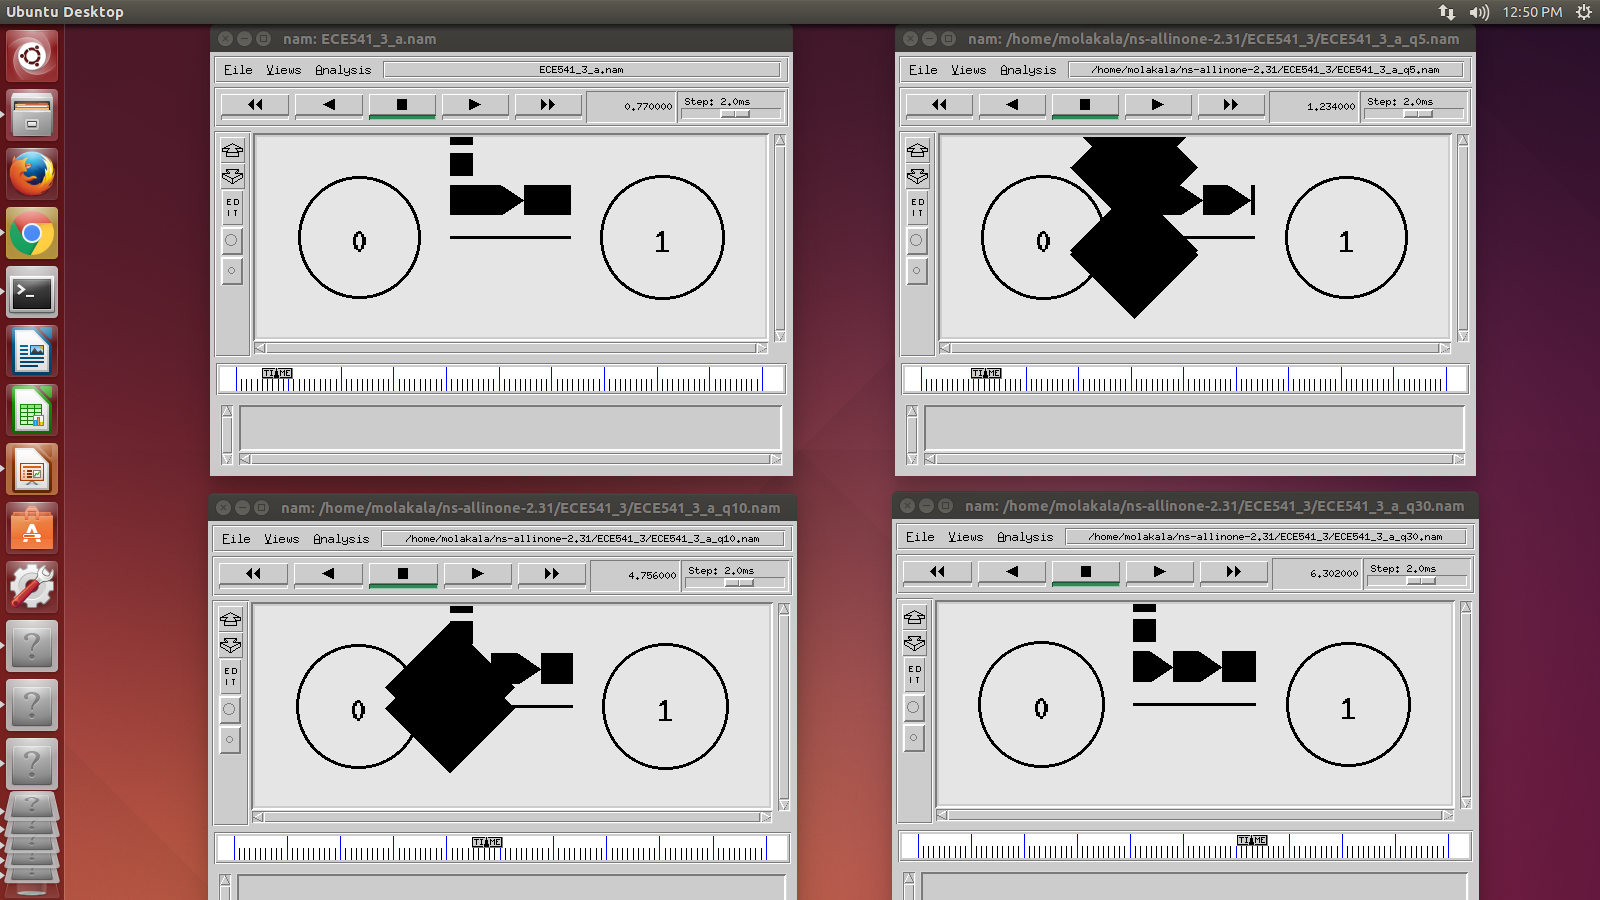 Ubuntu Desktop
12:50 PM
nam: ECE541_3_a.nam
File Views Analysis ECE541_3_a.nam
0.770000 Step: 2.0ms
ED
IT
0 1
TIME
nam: /home/molakala/ns-allinone-2.31/ECE541_3/ECE541_3_a_q5.nam
File Views Analysis /home/molakala/ns-allinone-2.31/ECE541_3/ECE541_3_a_q5.nam
1.234000 Step: 2.0ms
ED
IT
0 1
TIME
nam: /home/molakala/ns-allinone-2.31/ECE541_3/ECE541_3_a_q10.nam
File Views Analysis /home/molakala/ns-allinone-2.31/ECE541_3/ECE541_3_a_q10.nam
4.756000 Step: 2.0ms
ED
IT
0 1
TIME
nam: /home/molakala/ns-allinone-2.31/ECE541_3/ECE541_3_a_q30.nam
File Views Analysis /home/molakala/ns-allinone-2.31/ECE541_3/ECE541_3_a_q30.nam
6.302000 Step: 2.0ms
ED
IT
0 1
TIME